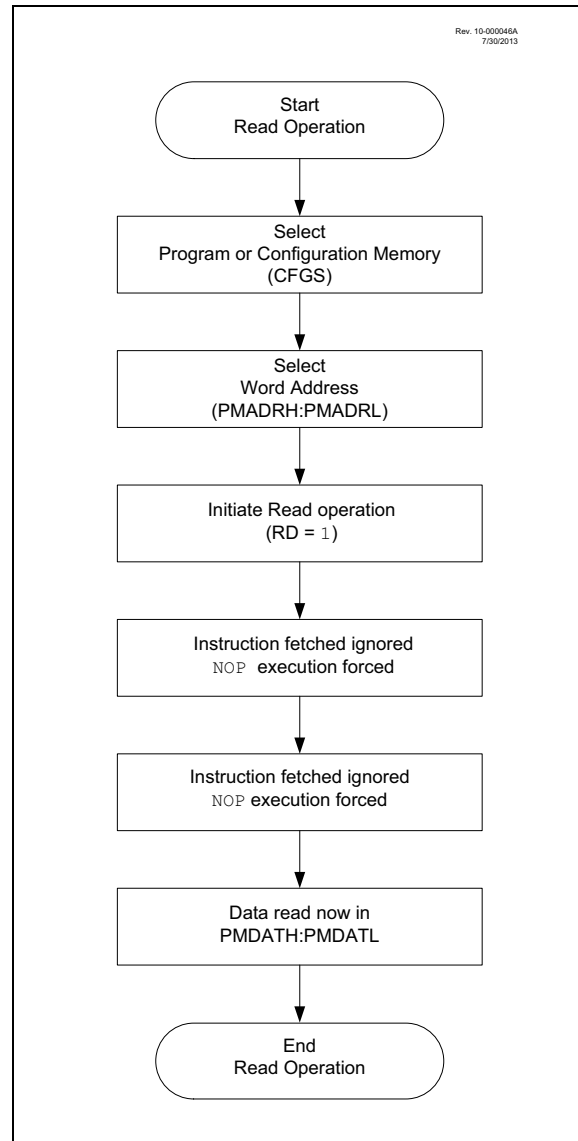 Rev. 10-000046A
7/30/2013
Start
Read Operation
Select
Program or Configuration Memory
(CFGS)
Select
Word Address
(PMADRH:PMADRL)
Initiate Read operation
(RD = 1)
Instruction fetched ignored
NOP execution forced
Instruction fetched ignored
NOP execution forced
Data read now in
PMDATH:PMDATL
End
Read Operation